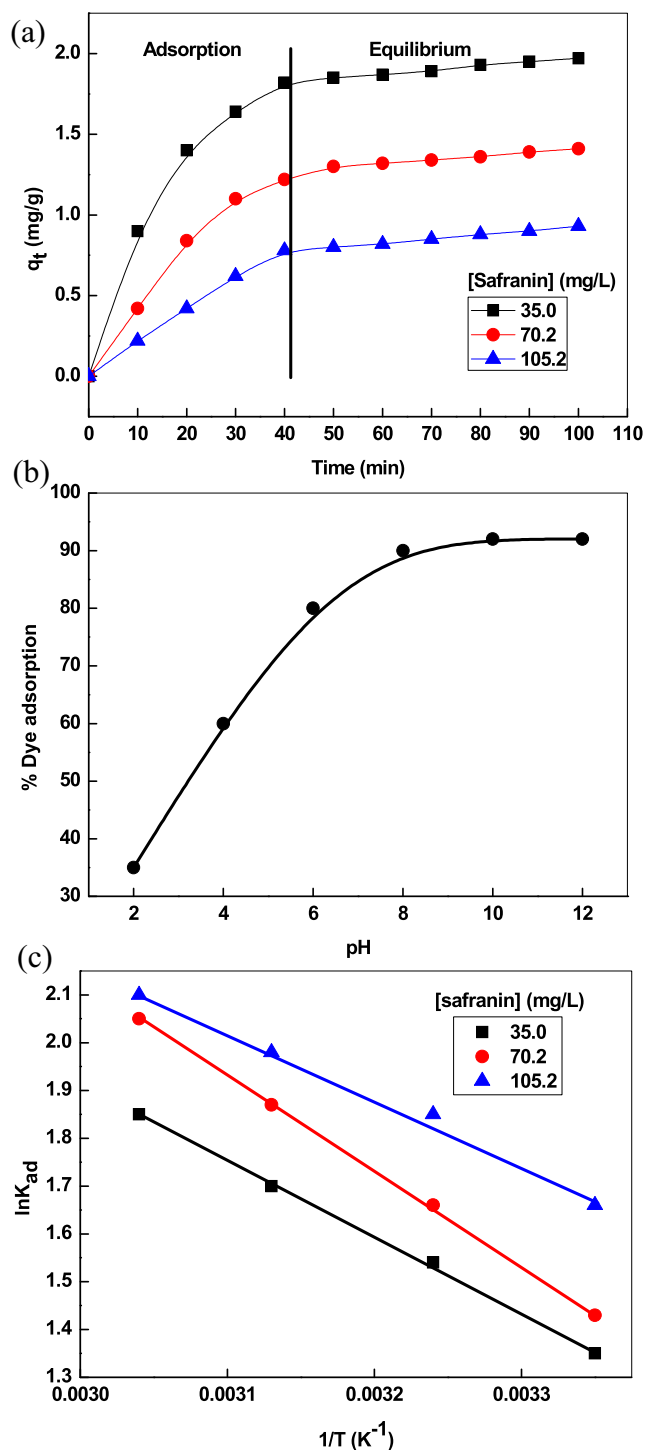 (a)
Adsorption
Equilibrium
2.0
1.5
1.0
0.5
0.0
qt (mg/g)
[Safranin] (mg/L)
35.0
70.2
105.2
0 10 20 30 40 50 60 70 80 90 100 110
Time (min)
(b)
100
90
80
70
60
50
40
30
% Dye adsorption
2 4 6 8 10 12
pH
(c)
2.1
2.0
1.9
1.8
1.7
1.6
1.5
1.4
1.3
lnKad
[safranin] (mg/L)
35.0
70.2
105.2
0.0030 0.0031 0.0032 0.0033
1/T (K-1)